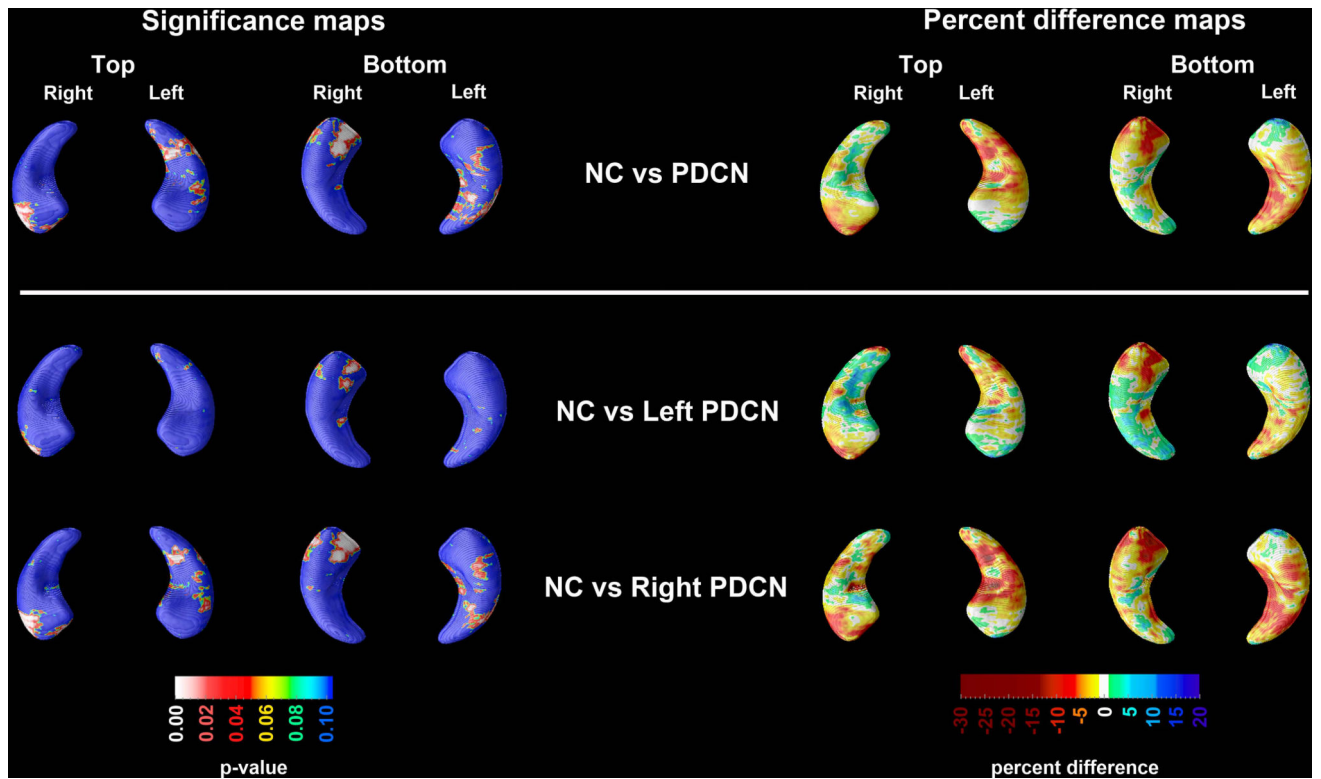 Significance maps
Percent difference maps
Top
Bottom
Top
Bottom
Right
Left
Right
Left
Right
Left
Right
Left
NC vs PDCN
NC vs Left PDCN
NC vs Right PDCN
0.00
0.02
0.04
0.06
0.08
0.10
p-value
-30
-25
-20
-15
-10
-5
0
5
10
15
20
percent difference